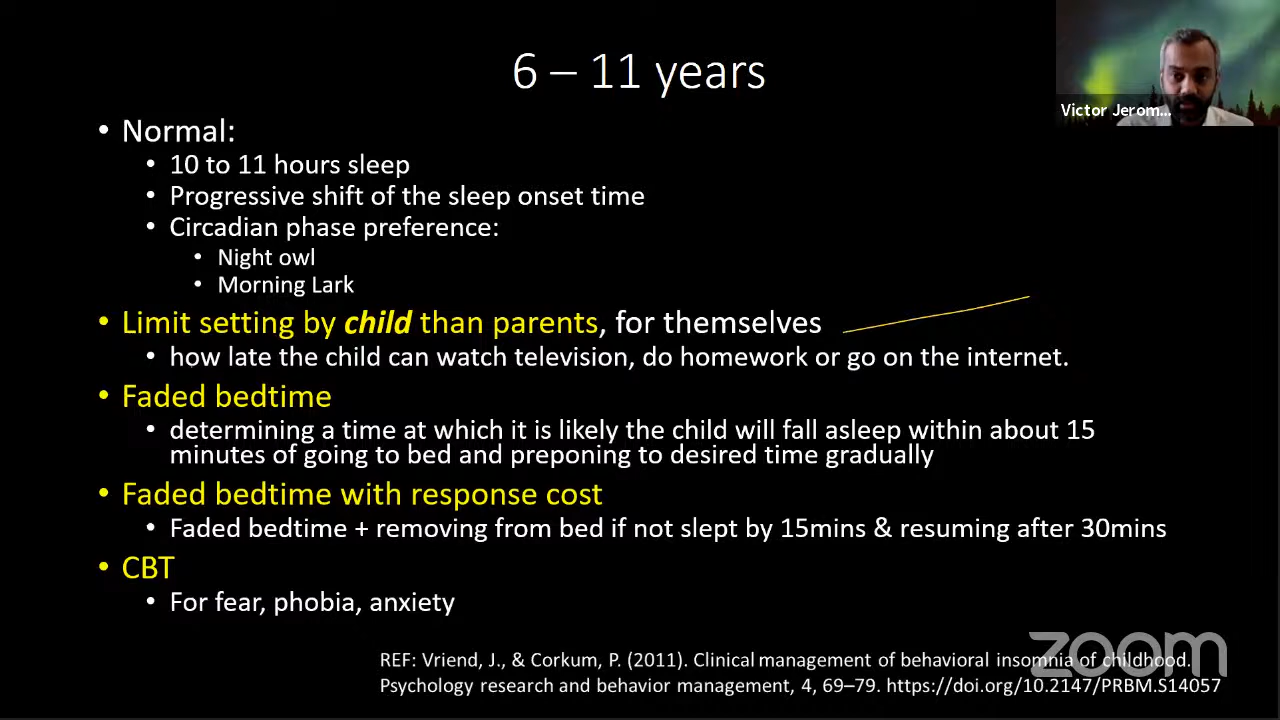 6 – 11 years
Victor Jerom...
• Normal:
• 10 to 11 hours sleep
• Progressive shift of the sleep onset time
• Circadian phase preference:
• Night owl
• Morning Lark
• Limit setting by child than parents, for themselves
• how late the child can watch television, do homework or go on the internet.
• Faded bedtime
• determining a time at which it is likely the child will fall asleep within about 15
minutes of going to bed and preponing to desired time gradually
• Faded bedtime with response cost
• Faded bedtime + removing from bed if not slept by 15mins & resuming after 30mins
• CBT
• For fear, phobia, anxiety
REF: Vriend, J., & Corkum, P. (2011). Clinical management of behavioral insomnia of childhood.
Psychology research and behavior management, 4, 69–79. https://doi.org/10.2147/PRBM.S14057
zoom